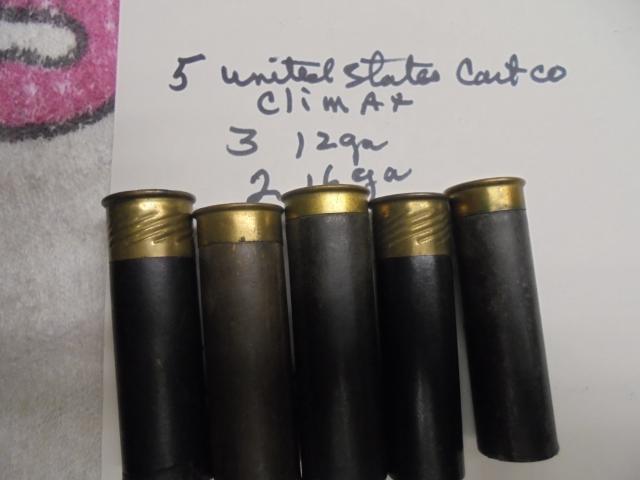 5 United States Cart Co
Climax
3 12ga
2 16ga